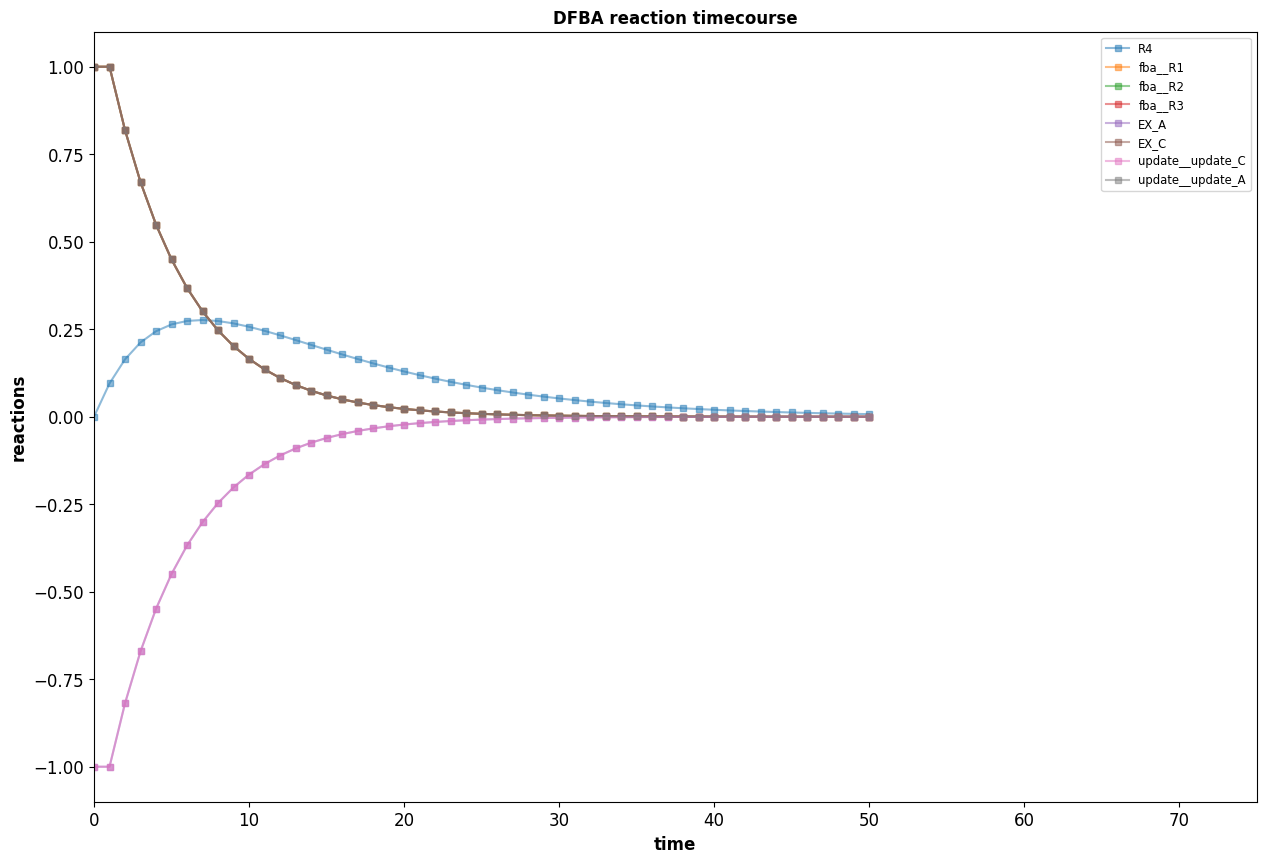 DFBA reaction timecourse
R4
fba__R1
fba__R2
fba__R3
EX_A
EX_C
update__update_C
update__update_A
1.00
0.75
0.50
0.25
0.00
−0.25
−0.50
−0.75
−1.00
reactions
0 10 20 30 40 50 60 70
time